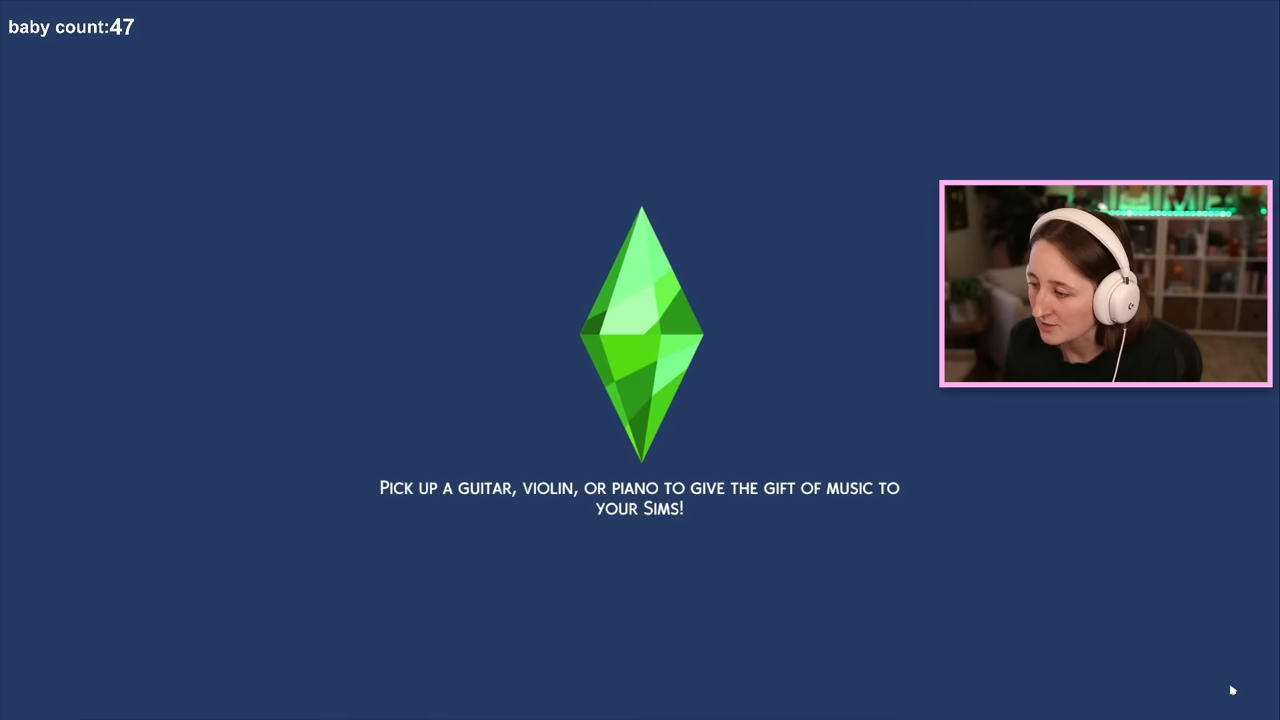 baby count:47
Pick up a guitar, violin, or piano to give the gift of music to
your Sims!